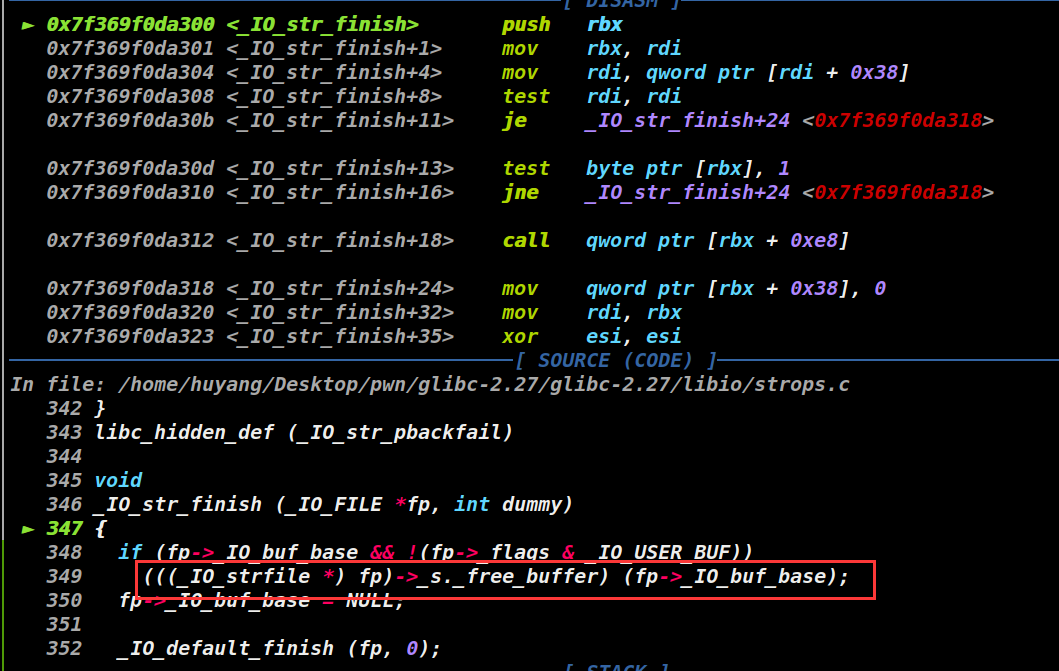 [ DISASM ]
► 0x7f369f0da300 <_IO_str_finish> push rbx
0x7f369f0da301 <_IO_str_finish+1> mov rbx, rdi
0x7f369f0da304 <_IO_str_finish+4> mov rdi, qword ptr [rdi + 0x38]
0x7f369f0da308 <_IO_str_finish+8> test rdi, rdi
0x7f369f0da30b <_IO_str_finish+11> je _IO_str_finish+24 <0x7f369f0da318>
0x7f369f0da30d <_IO_str_finish+13> test byte ptr [rbx], 1
0x7f369f0da310 <_IO_str_finish+16> jne _IO_str_finish+24 <0x7f369f0da318>
0x7f369f0da312 <_IO_str_finish+18> call qword ptr [rbx + 0xe8]
0x7f369f0da318 <_IO_str_finish+24> mov qword ptr [rbx + 0x38], 0
0x7f369f0da320 <_IO_str_finish+32> mov rdi, rbx
0x7f369f0da323 <_IO_str_finish+35> xor esi, esi
[ SOURCE (CODE) ]
In file: /home/huyang/Desktop/pwn/glibc-2.27/glibc-2.27/libio/strops.c
342 }
343 libc_hidden_def (_IO_str_pbackfail)
344
345 void
346 _IO_str_finish (_IO_FILE *fp, int dummy)
► 347 {
348 if (fp->_IO_buf_base && !(fp->_flags & _IO_USER_BUF))
349 (((_IO_strfile *) fp)->_s._free_buffer) (fp->_IO_buf_base);
350 fp->_IO_buf_base = NULL;
351
352 _IO_default_finish (fp, 0);
[ STACK ]